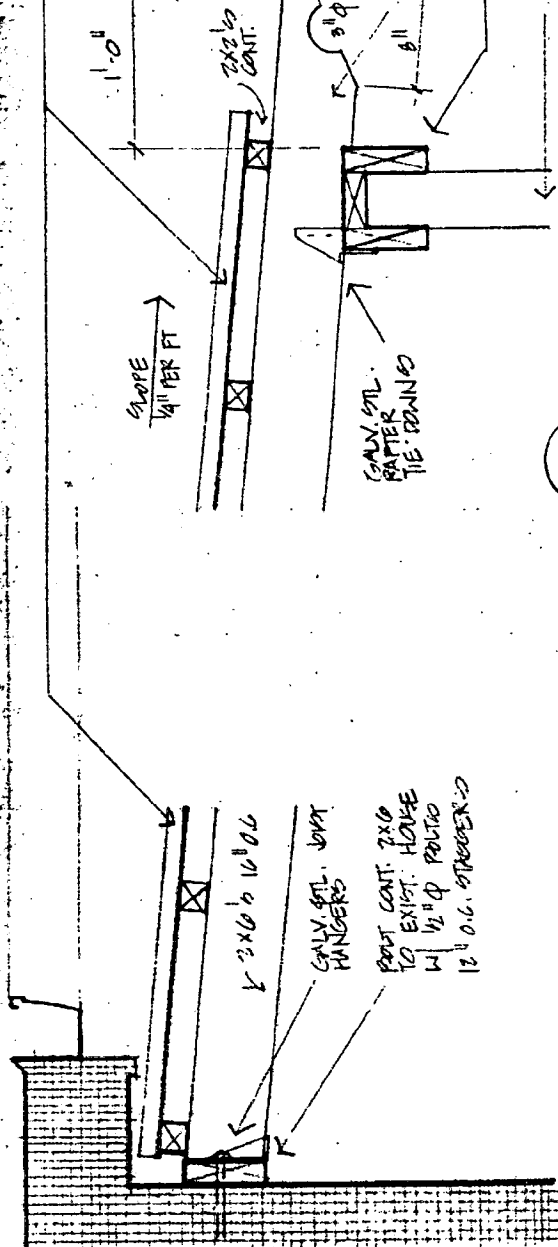 1'-0"
2x2'S
CONT.
3"Φ
8"
SLOPE
1/4" PER FT
GALV. STL.
RAFTER
TIE-DOWNS
2x6'S 16" O.C.
GALV. STL. JOIST
HANGERS
BOLT CONT. 2x6
TO EXIST. HOUSE
W/ 1/2"Φ BOLTS
12" O.C. STAGGERED